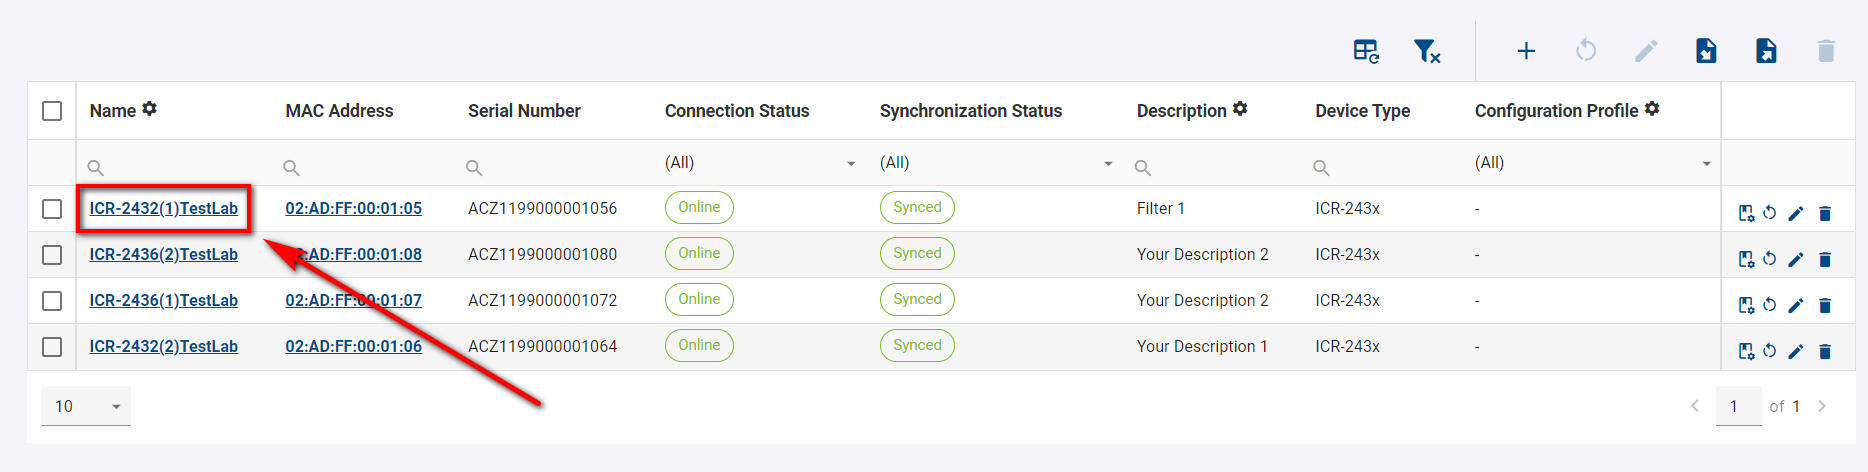 Name MAC Address Serial Number Connection Status Synchronization Status Description Device Type Configuration Profile
(All) (All) (All)
ICR-2432(1)TestLab 02:AD:FF:00:01:05 ACZ1199000001056 Online Synced Filter 1 ICR-243x -
ICR-2436(2)TestLab 02:AD:FF:00:01:08 ACZ1199000001080 Online Synced Your Description 2 ICR-243x -
ICR-2436(1)TestLab 02:AD:FF:00:01:07 ACZ1199000001072 Online Synced Your Description 2 ICR-243x -
ICR-2432(2)TestLab 02:AD:FF:00:01:06 ACZ1199000001064 Online Synced Your Description 1 ICR-243x -
10 1 of 1